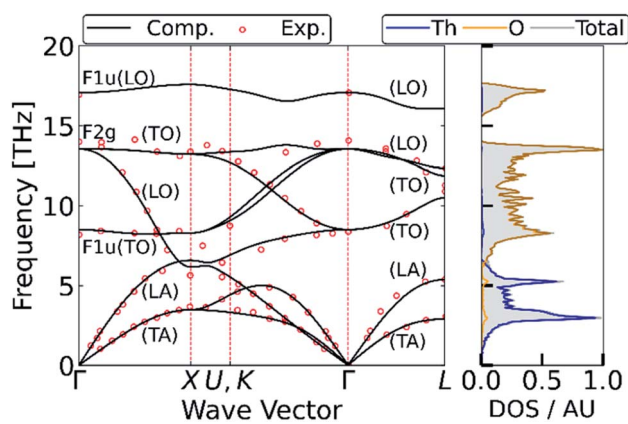 Comp. Exp.
Th O Total
20
15
10
5
0
Frequency [THz]
F1u(LO)
(LO)
F2g
(TO)
(LO)
(LO)
(TO)
F1u(TO)
(TO)
(LA)
(LA)
(TA)
(TA)
Γ X U, K Γ L
Wave Vector
0.0 0.5 1.0
DOS / AU